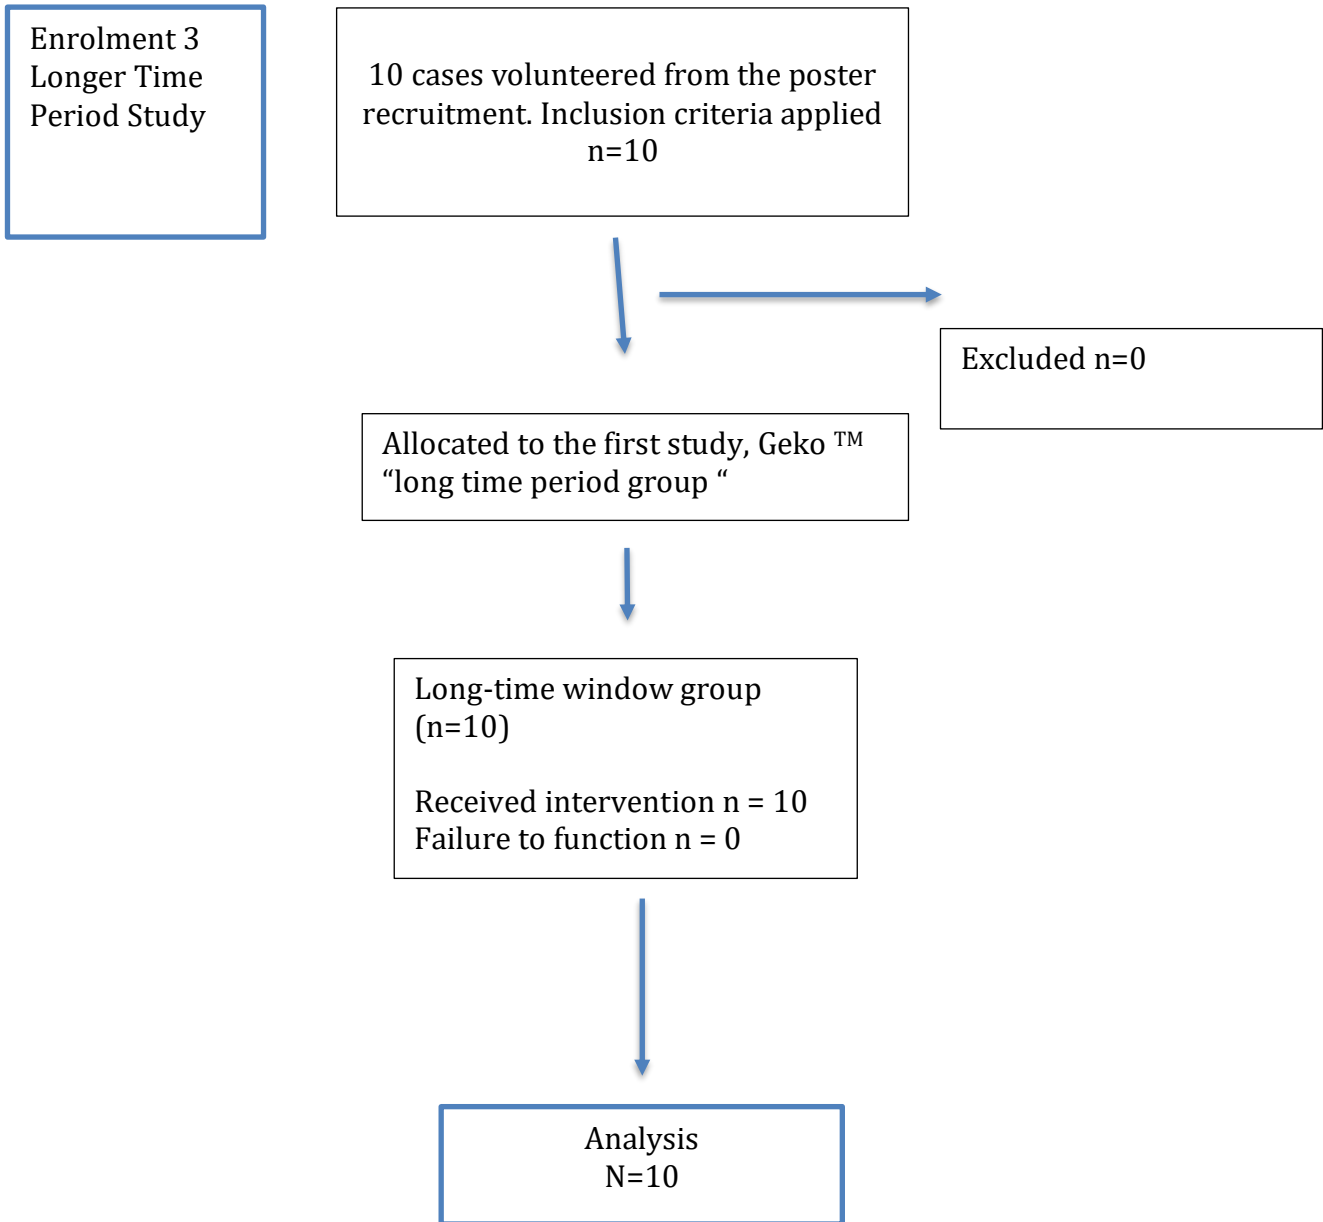 Enrolment 3
Longer Time
Period Study
10 cases volunteered from the poster
recruitment. Inclusion criteria applied
n=10
Excluded n=0
Allocated to the first study, Geko ™
“long time period group “
Long-time window group
(n=10)
Received intervention n = 10
Failure to function n = 0
Analysis
N=10